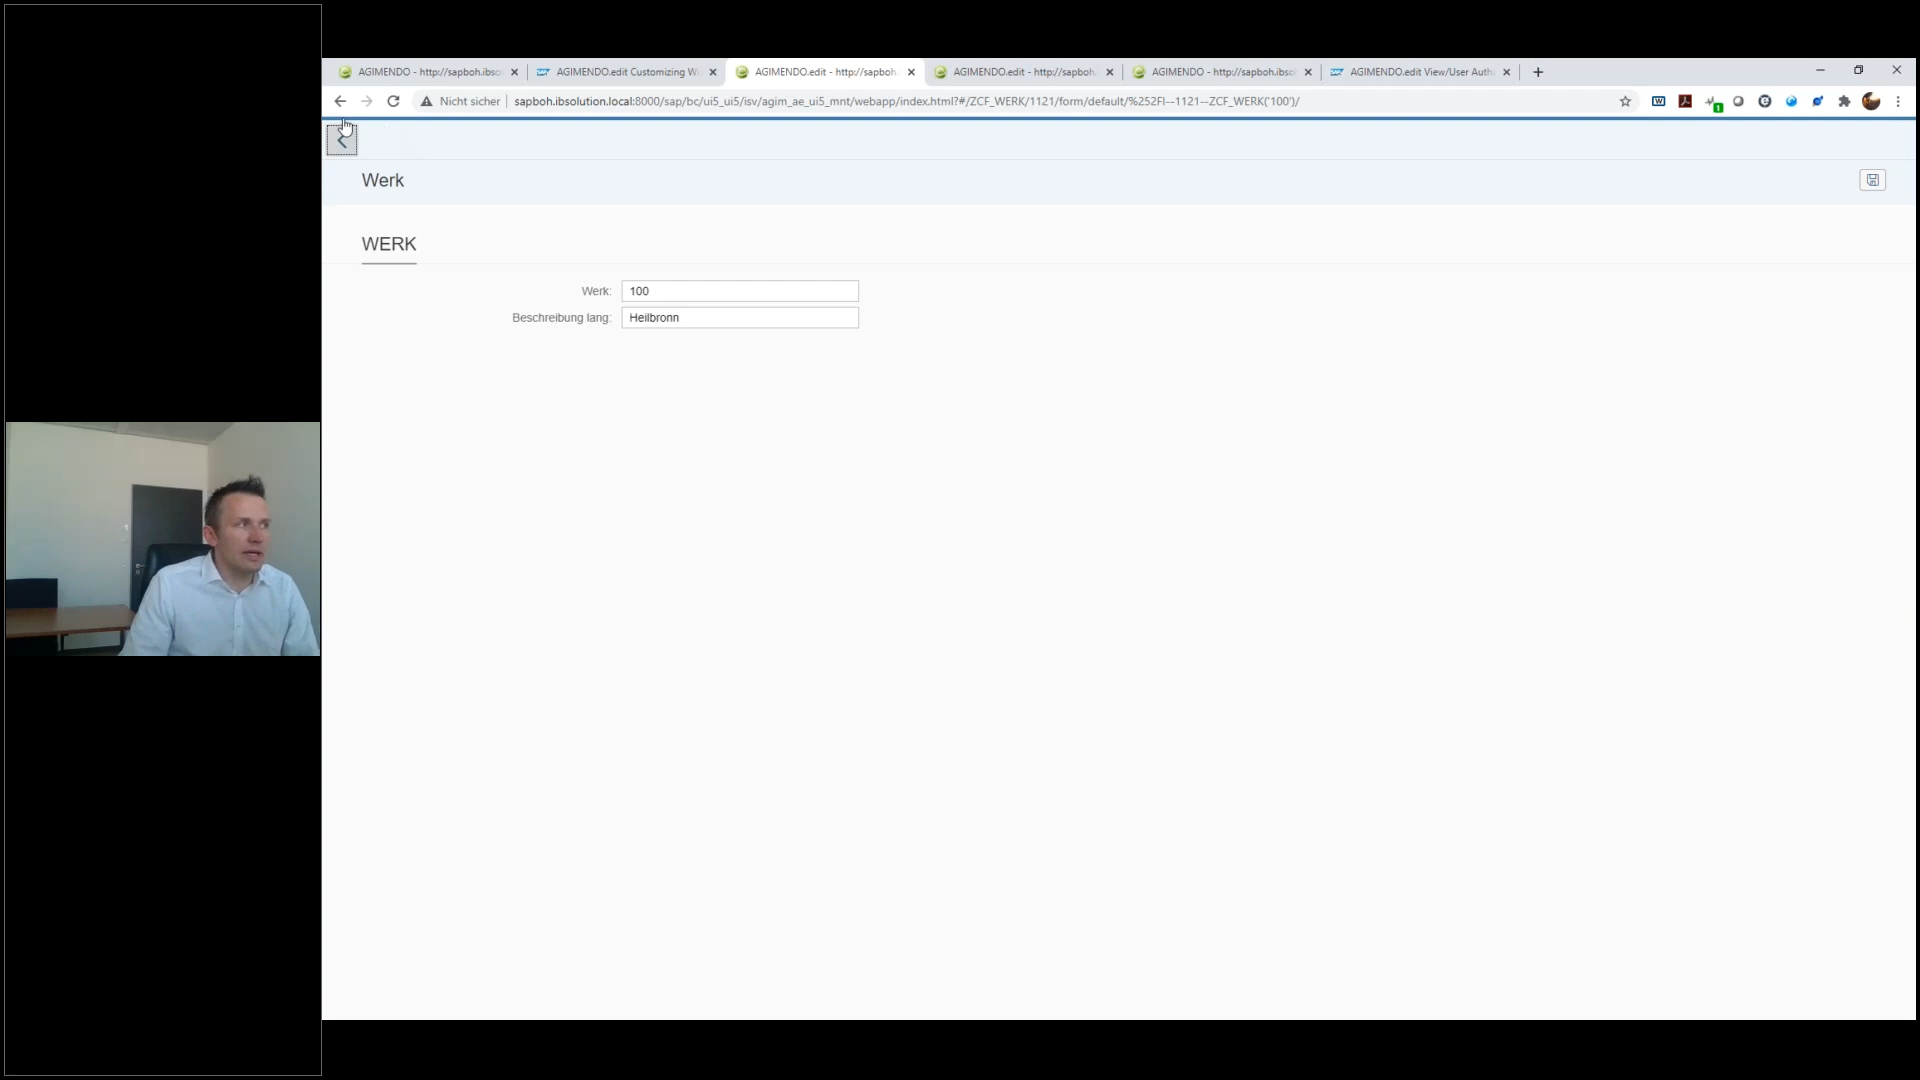 AGIMENDO - http://sapboh.ibso
AGIMENDO.edit Customizing Wi
AGIMENDO.edit - http://sapboh.
AGIMENDO.edit - http://sapboh.
AGIMENDO - http://sapboh.ibso
AGIMENDO.edit View/User Auth
Nicht sicher
sapboh.ibsolution.local:8000/sap/bc/ui5_ui5/isv/agim_ae_ui5_mnt/webapp/index.html?#/ZCF_WERK/1121/form/default/%252FI--1121--ZCF_WERK('100')/
1
Werk
WERK
Werk: 100
Beschreibung lang: Heilbronn